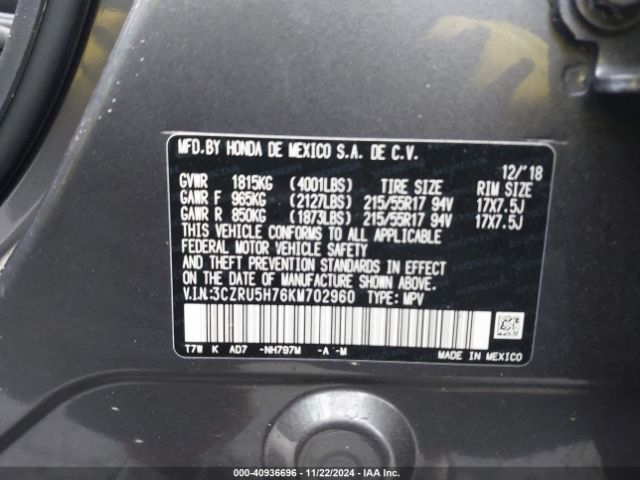 MFD.BY HONDA DE MEXICO S.A. DE C.V.
12/'18
GVWR 1815KG (4001LBS) TIRE SIZE RIM SIZE
GAWR F 965KG (2127LBS) 215/55R17 94V 17X7.5J
GAWR R 850KG (1873LBS) 215/55R17 94V 17X7.5J
THIS VEHICLE CONFORMS TO ALL APPLICABLE
FEDERAL MOTOR VEHICLE SAFETY
AND THEFT PREVENTION STANDARDS IN EFFECT
ON THE DATE OF MANUFACTURE SHOWN ABOVE.
V.I.N:3CZRU5H76KM702960 TYPE: MPV
T7W K AD7 -NH797M -A -M MADE IN MEXICO
000-40936696 - 11/22/2024 - IAA Inc.